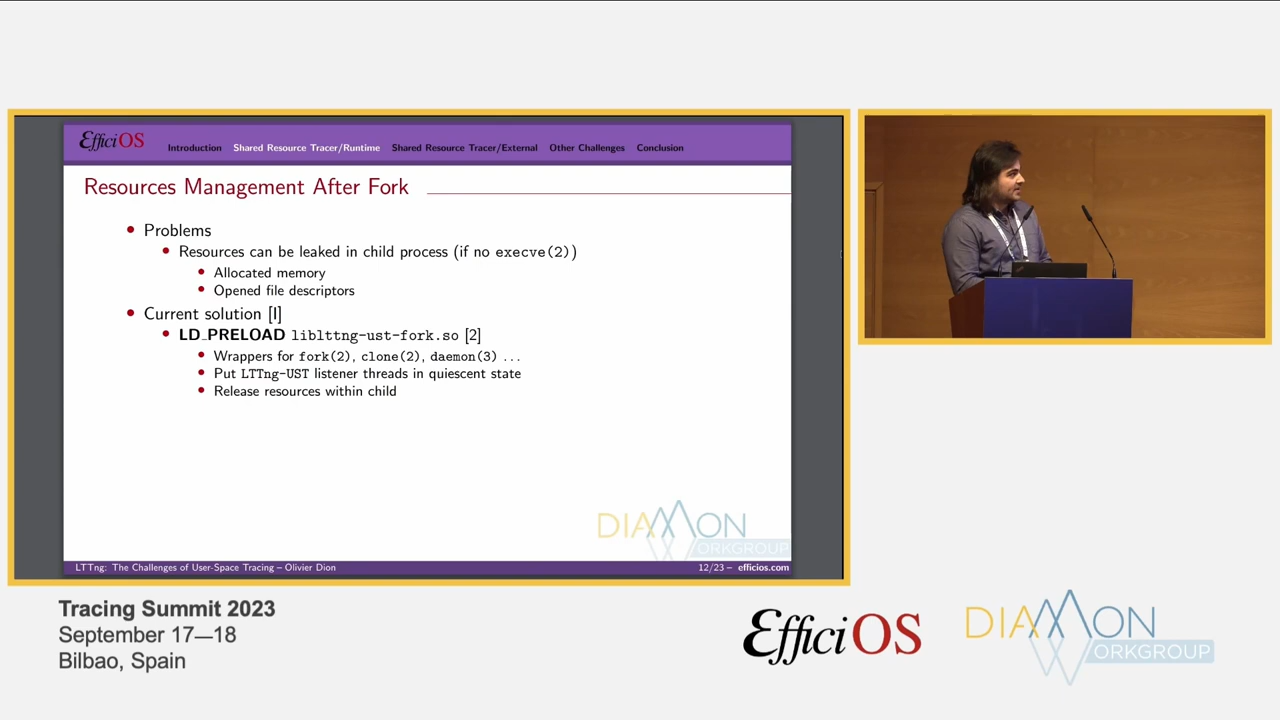 EfficiOS
Introduction Shared Resource Tracer/Runtime Shared Resource Tracer/External Other Challenges Conclusion
Resources Management After Fork
• Problems
• Resources can be leaked in child process (if no execve(2))
• Allocated memory
• Opened file descriptors
• Current solution [I]
• LD_PRELOAD liblttng-ust-fork.so [2]
• Wrappers for fork(2), clone(2), daemon(3) ...
• Put LTTng-UST listener threads in quiescent state
• Release resources within child
DIAMON
WORKGROUP
LTTng: The Challenges of User-Space Tracing – Olivier Dion
12/23 – efficios.com
Tracing Summit 2023
September 17—18
Bilbao, Spain
EfficiOS
DIAMON
WORKGROUP